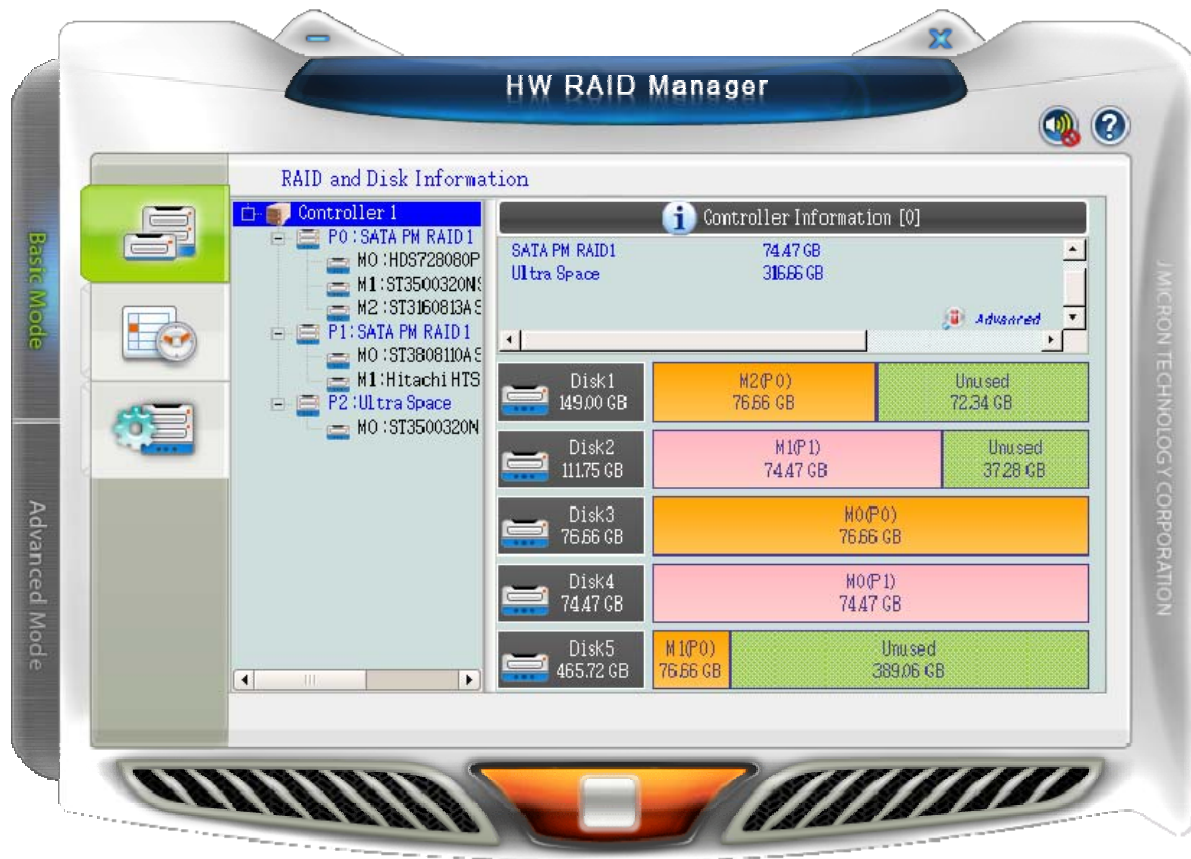 HW RAID Manager
RAID and Disk Information
Basic Mode
Advanced Mode
Controller 1
P0:SATA PM RAID1
M0:HDS728080P
M1:ST3500320NS
M2:ST3160813AS
P1:SATA PM RAID1
M0:ST3808110AS
M1:Hitachi HTS
P2:Ultra Space
M0:ST3500320N
Controller Information [0]
SATA PM RAID1 74.47 GB
Ultra Space 316.66 GB
Advanced
Disk1
149.00 GB
M2(P0)
76.66 GB
Unused
72.34 GB
Disk2
111.75 GB
M1(P1)
74.47 GB
Unused
37.28 GB
Disk3
76.66 GB
M0(P0)
76.66 GB
Disk4
74.47 GB
M0(P1)
74.47 GB
Disk5
465.72 GB
M1(P0)
76.66 GB
Unused
389.06 GB
JMICRON TECHNOLOGY CORPORATION